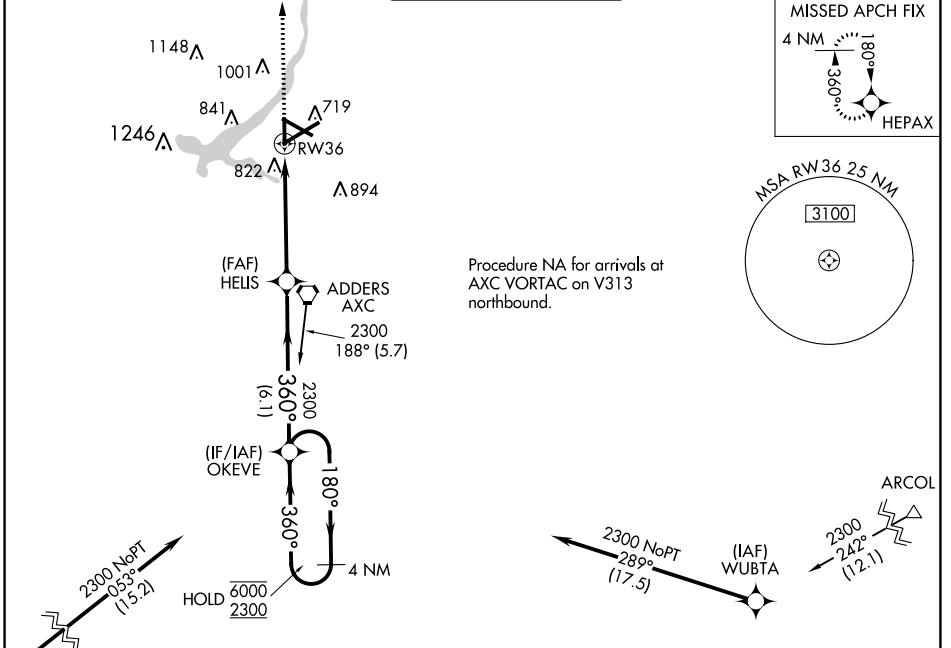 MISSED APCH FIX
4 NM
180°
360°
HEPAX
1148
1001
841
719
1246
RW36
822
894
MSA RW36 25 NM
3100
(FAF)
HELIS
ADDERS
AXC
2300
188° (5.7)
Procedure NA for arrivals at
AXC VORTAC on V313
northbound.
2300
360°
(6.1)
(IF/IAF)
OKEVE
180°
360°
4 NM
HOLD
6000
2300
2300 NoPT
053°
(15.2)
2300 NoPT
289°
(17.5)
(IAF)
WUBTA
ARCOL
2300
242°
(12.1)